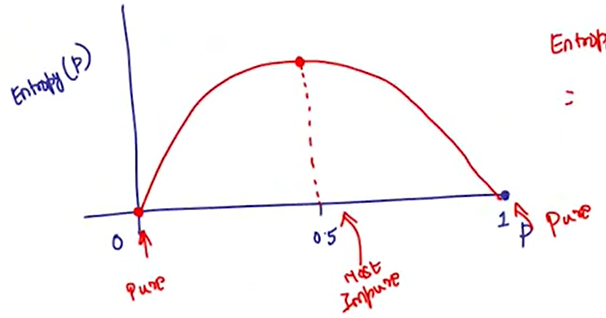 Entropy(P)
Entrop
=
0
0.5
1
P
Pure
Pure
Most
Impure